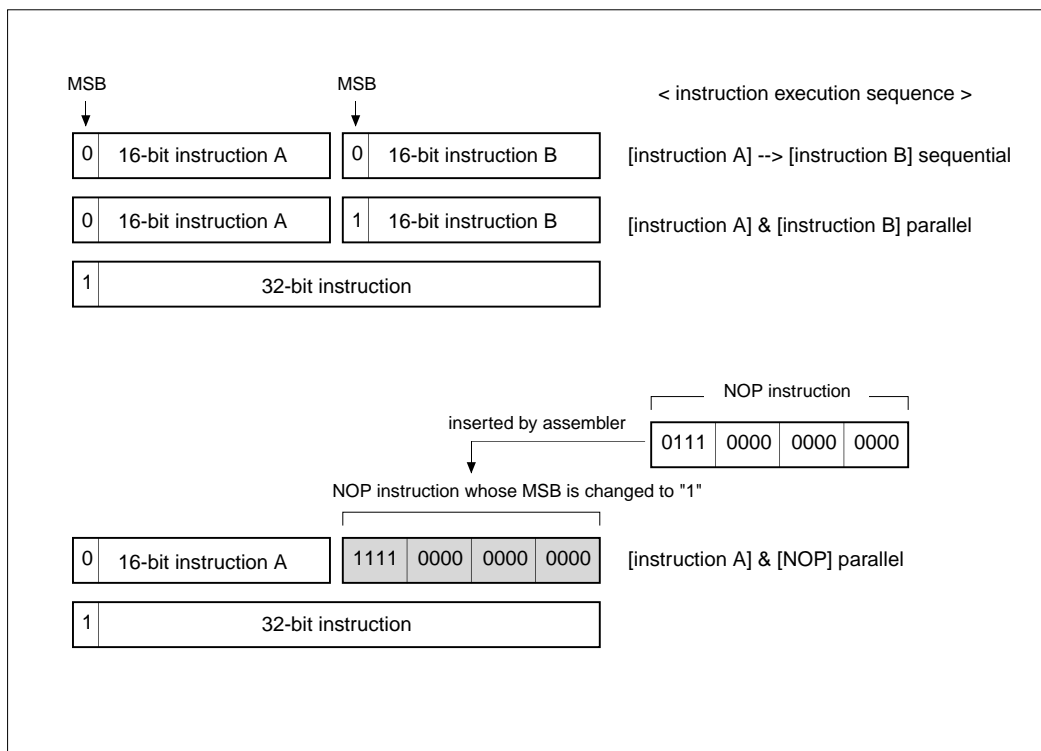 MSB MSB < instruction execution sequence >
0 16-bit instruction A 0 16-bit instruction B [instruction A] --> [instruction B] sequential
0 16-bit instruction A 1 16-bit instruction B [instruction A] & [instruction B] parallel
1 32-bit instruction
NOP instruction
inserted by assembler
0111 0000 0000 0000
NOP instruction whose MSB is changed to "1"
0 16-bit instruction A 1111 0000 0000 0000 [instruction A] & [NOP] parallel
1 32-bit instruction